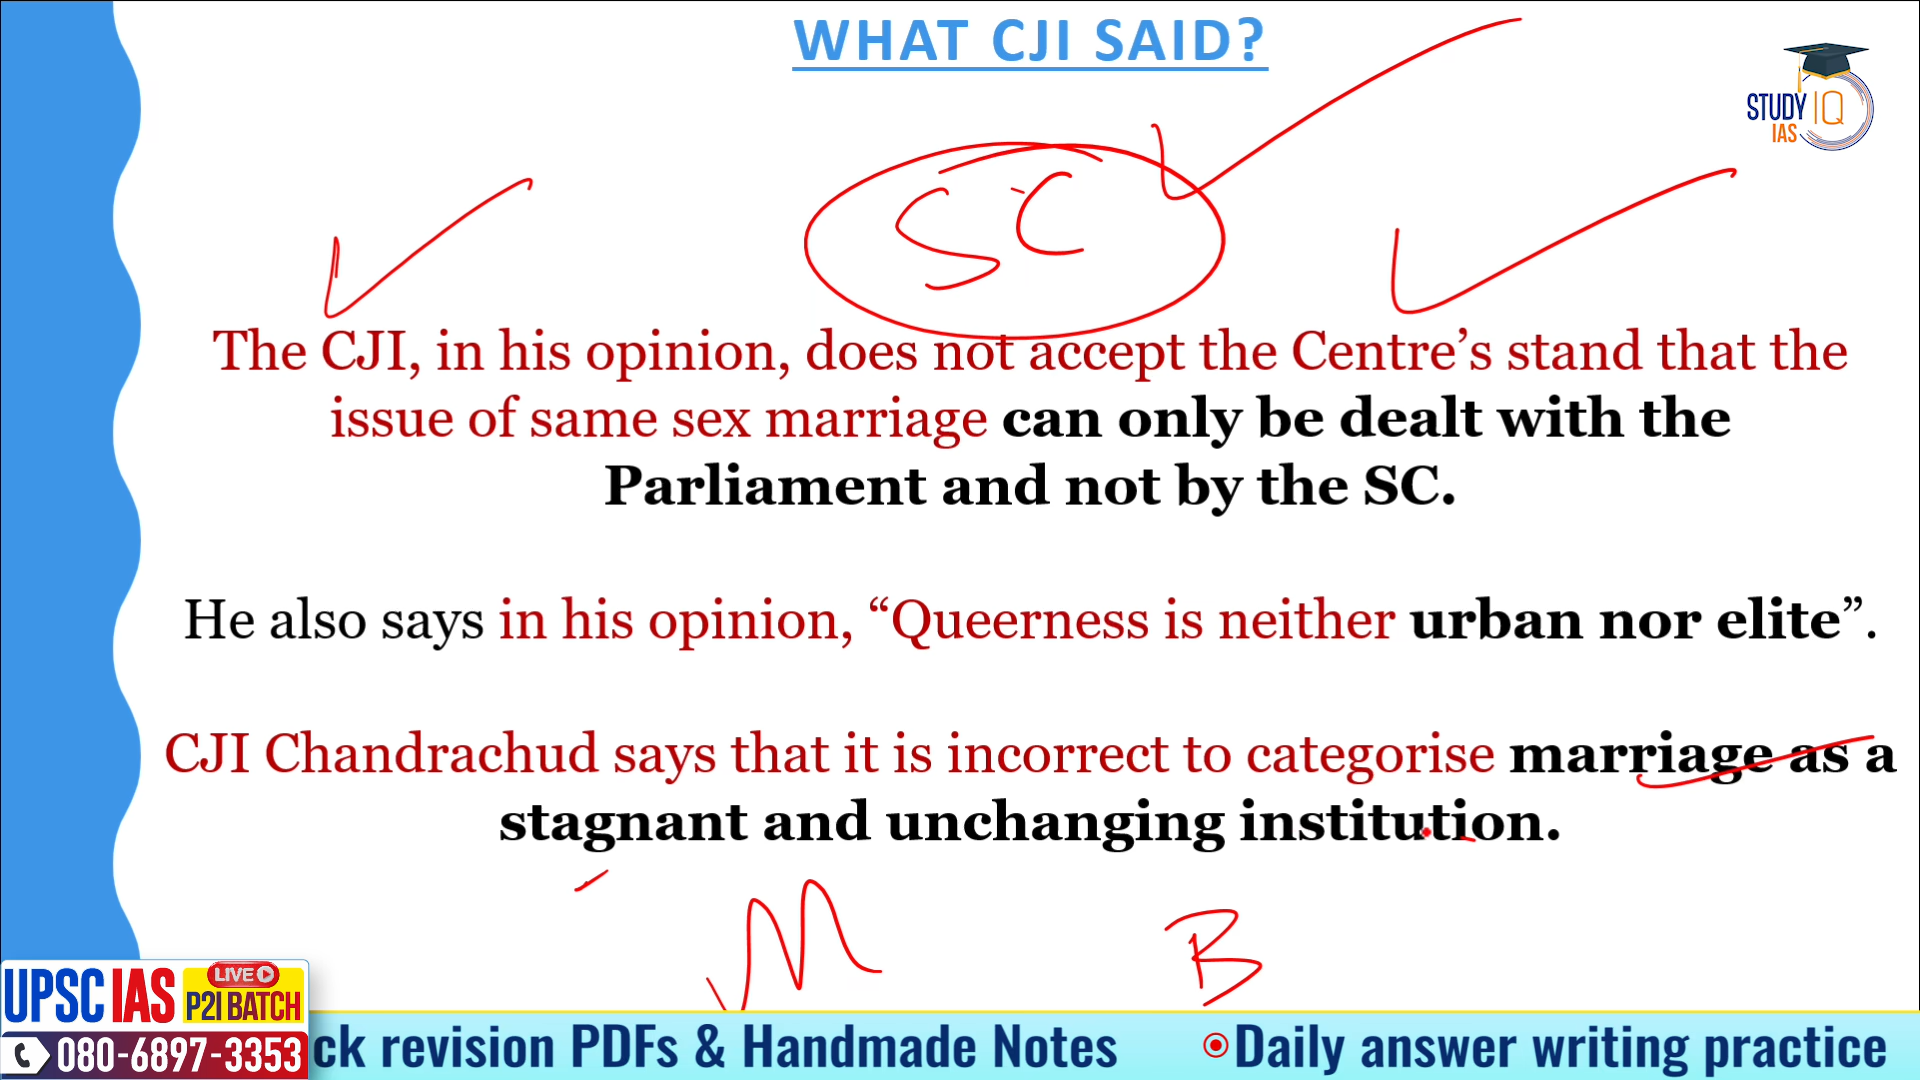 WHAT CJI SAID?
STUDY IQ
IAS
SC
The CJI, in his opinion, does not accept the Centre’s stand that the
issue of same sex marriage can only be dealt with the
Parliament and not by the SC.
He also says in his opinion, “Queerness is neither urban nor elite”.
CJI Chandrachud says that it is incorrect to categorise marriage as a
stagnant and unchanging institution.
M B
UPSC IAS LIVE P2I BATCH
080-6897-3353
ck revision PDFs & Handmade Notes Daily answer writing practice